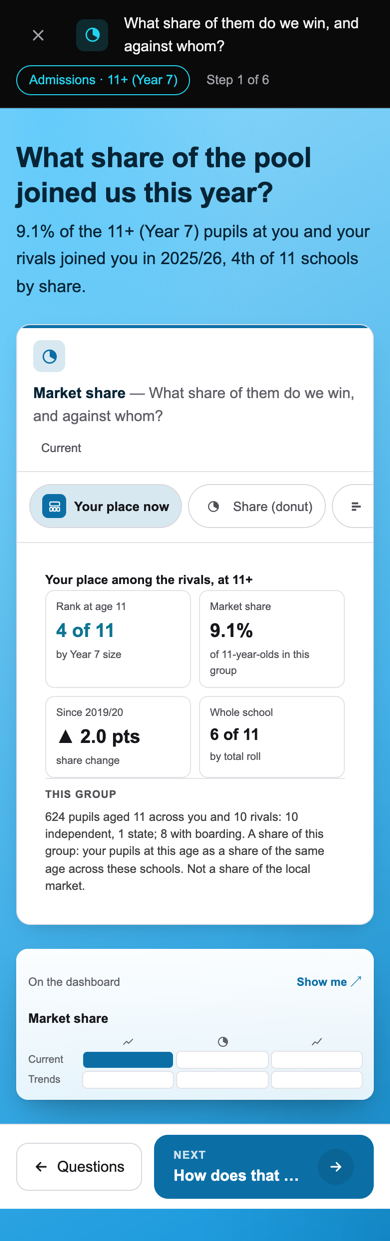 What share of them do we win, and
against whom?
Admissions · 11+ (Year 7)
Step 1 of 6
What share of the pool
joined us this year?
9.1% of the 11+ (Year 7) pupils at you and your
rivals joined you in 2025/26, 4th of 11 schools
by share.
Market share — What share of them do we win,
and against whom?
Current
Your place now
Share (donut)
Your place among the rivals, at 11+
Rank at age 11
4 of 11
by Year 7 size
Market share
9.1%
of 11-year-olds in this
group
Since 2019/20
▲ 2.0 pts
share change
Whole school
6 of 11
by total roll
THIS GROUP
624 pupils aged 11 across you and 10 rivals: 10
independent, 1 state; 8 with boarding. A share of this
group: your pupils at this age as a share of the same
age across these schools. Not a share of the local
market.
On the dashboard
Show me ↗
Market share
Current
Trends
← Questions
NEXT
How does that ...